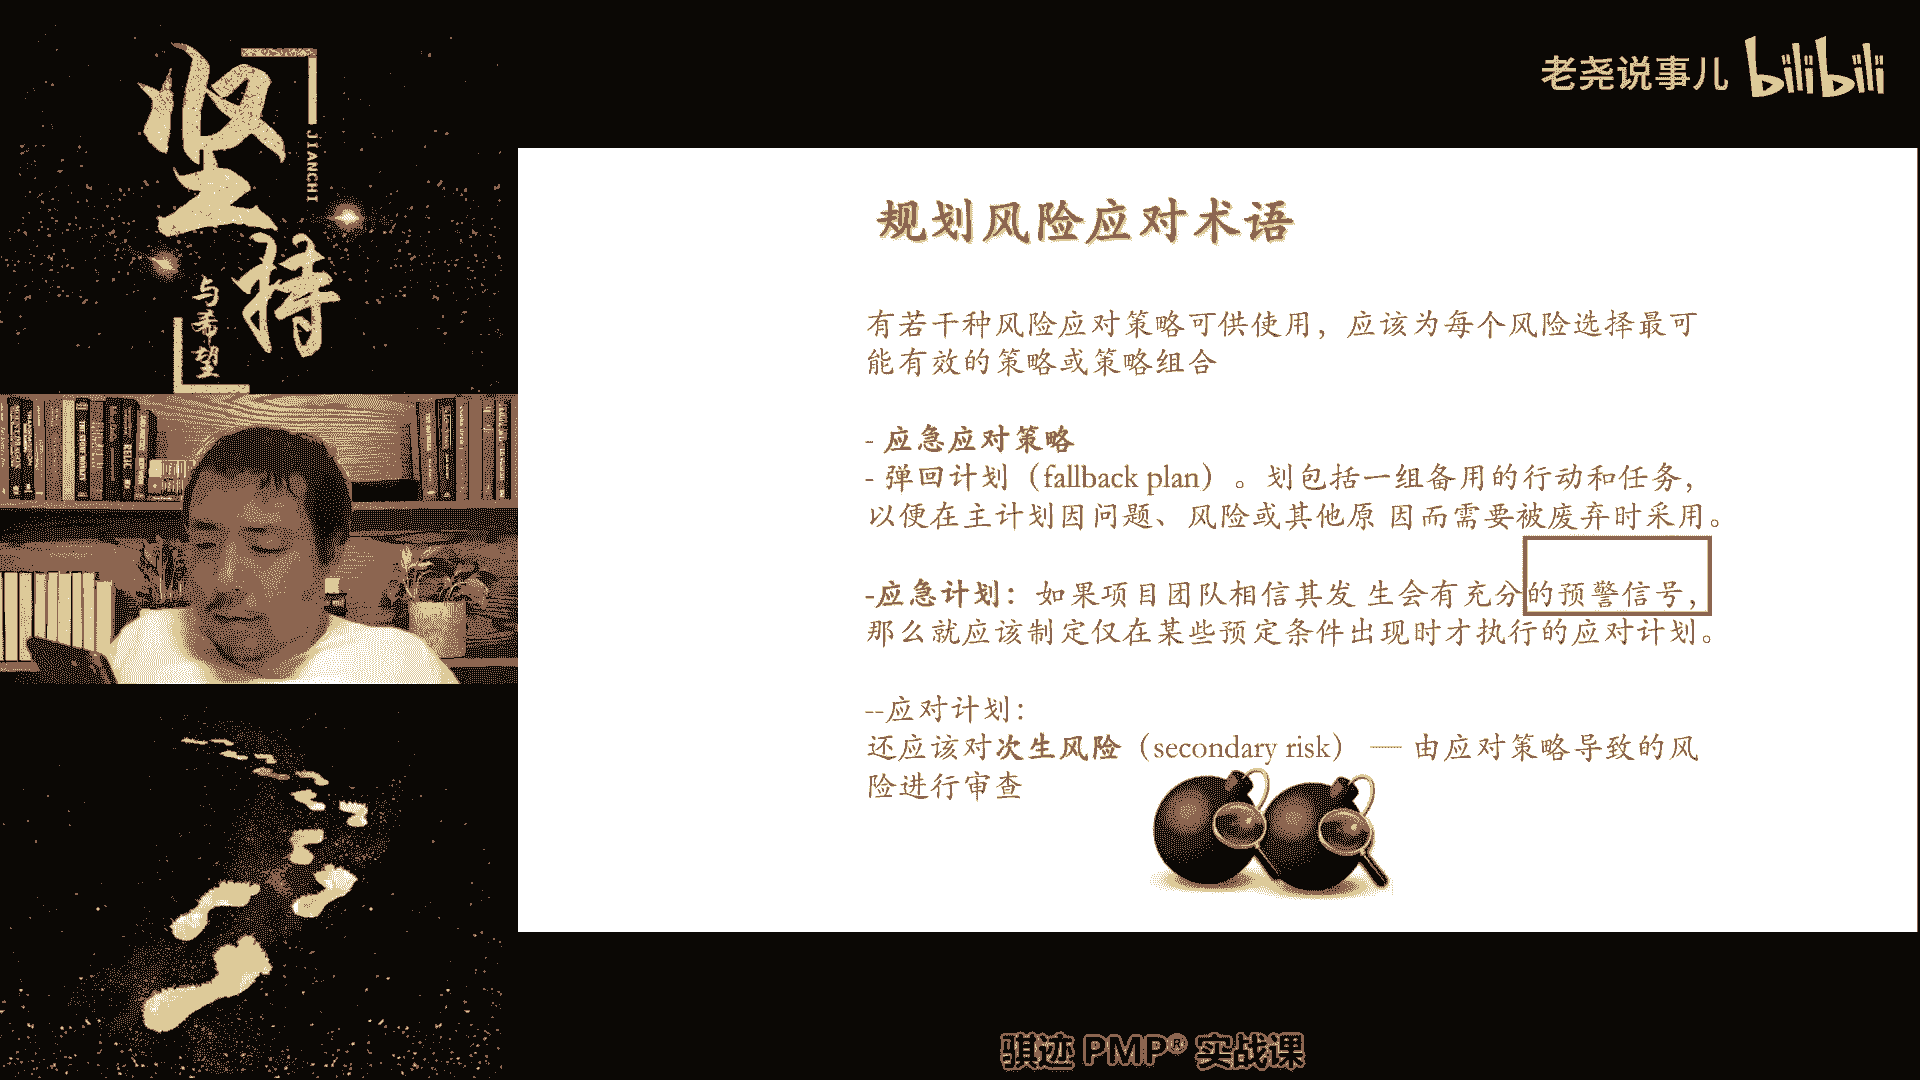 坚持
JIANCHI
与希望
老尧说事儿 bilibili
规划风险应对术语
有若干种风险应对策略可供使用，应该为每个风险选择最可
能有效的策略或策略组合
- 应急应对策略
- 弹回计划（fallback plan）。划包括一组备用的行动和任务，
以便在主计划因问题、风险或其他原 因而需要被废弃时采用。
-应急计划：如果项目团队相信其发 生会有充分的预警信号，
那么就应该制定仅在某些预定条件出现时才执行的应对计划。
--应对计划：
还应该对次生风险（secondary risk） — 由应对策略导致的风
险进行审查
骐迹 PMP® 实战课